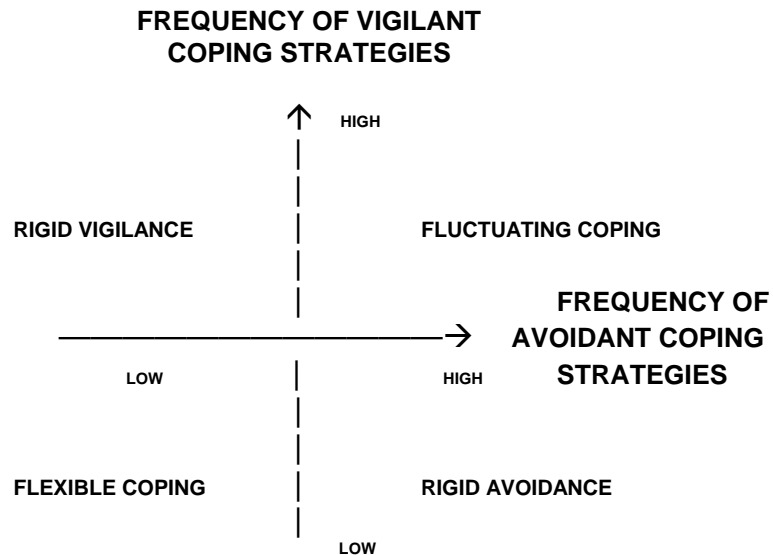 FREQUENCY OF VIGILANT
COPING STRATEGIES
HIGH
RIGID VIGILANCE
FLUCTUATING COPING
FREQUENCY OF
AVOIDANT COPING
STRATEGIES
LOW
HIGH
FLEXIBLE COPING
RIGID AVOIDANCE
LOW